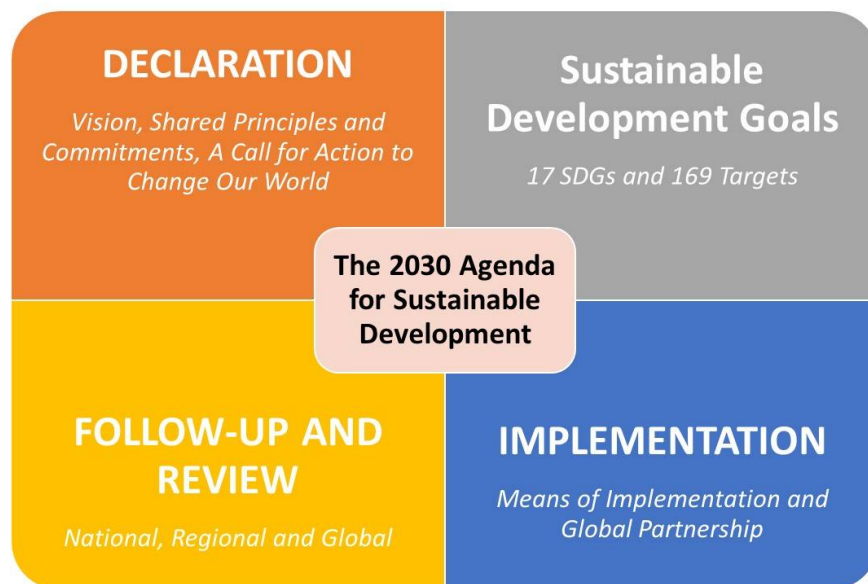 DECLARATION
Vision, Shared Principles and
Commitments, A Call for Action to
Change Our World
Sustainable
Development Goals
17 SDGs and 169 Targets
The 2030 Agenda
for Sustainable
Development
FOLLOW-UP AND
REVIEW
National, Regional and Global
IMPLEMENTATION
Means of Implementation and
Global Partnership